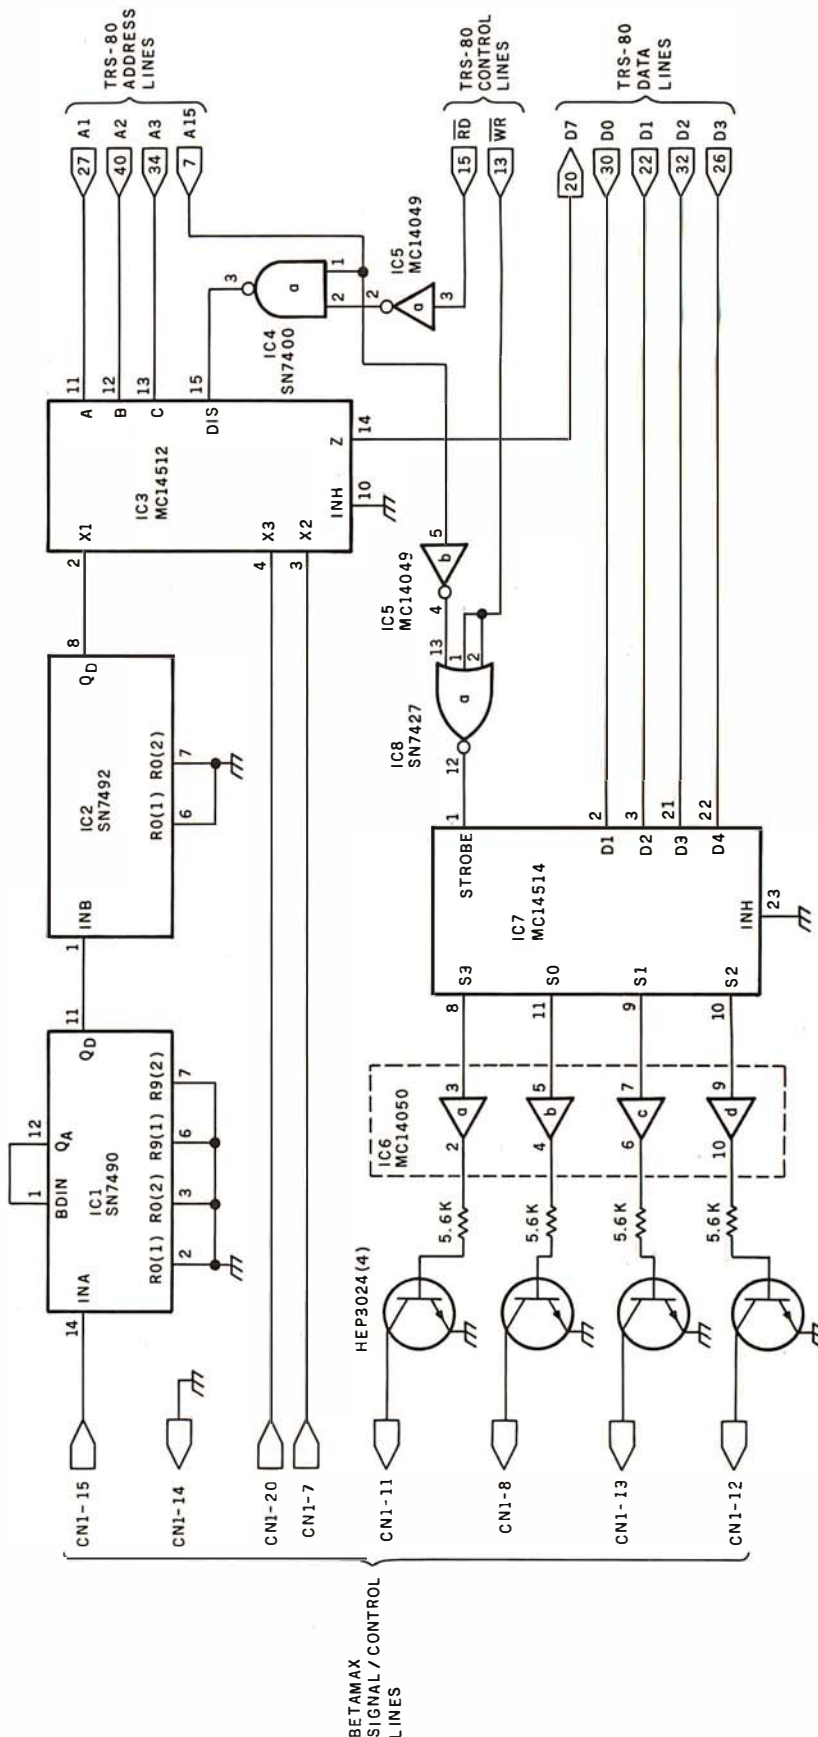 TRS-80
ADDRESS
LINES
27 A1
40 A2
34 A3
7 A15
TRS-80
CONTROL
LINES
15 RD
13 WR
TRS-80
DATA
LINES
20 D7
30 D0
22 D1
32 D2
26 D3
IC3
MC14512
11 A
12 B
13 C
15 DIS
14 Z
10 INH
2 X1
4 X3
3 X2
IC4
SN7400
a
3
2
1
IC5
MC14049
a
2
3
IC5
MC14049
b
5
4
IC8
SN7427
a
13
1
2
12
IC2
SN7492
8 QD
INB 1
R0(1) 6
R0(2) 7
IC1
SN7490
11 QD
12 QA
1 BDIN
INA 14
R0(1) 2
R0(2) 3
R9(1) 6
R9(2) 7
IC7
MC14514
1 STROBE
2 D1
3 D2
21 D3
22 D4
INH 23
8 S3
11 S0
9 S1
10 S2
IC6
MC14050
3 a 2
5 b 4
7 c 6
9 d 10
5.6K
5.6K
5.6K
5.6K
HEP3024(4)
CN1-15
CN1-14
CN1-20
CN1-7
CN1-11
CN1-8
CN1-13
CN1-12
BETAMAX
SIGNAL/CONTROL
LINES